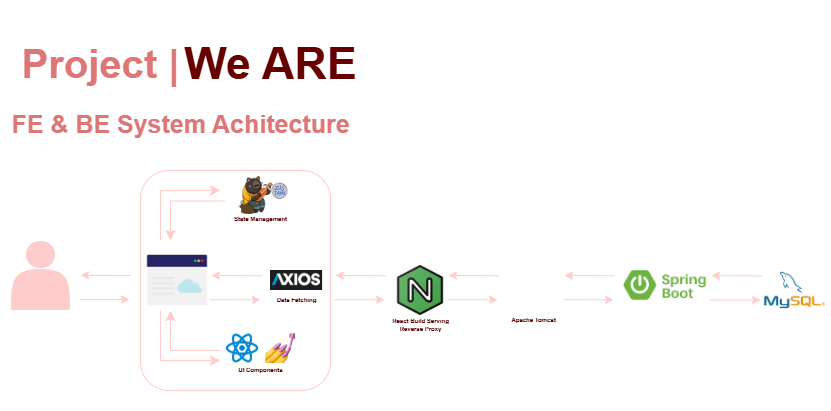 Project | We ARE
FE & BE System Achitecture
State Management
AXIOS
Data Fetching
React Build Serving
Reverse Proxy
Apache Tomcat
Spring
Boot
MySQL
UI Components